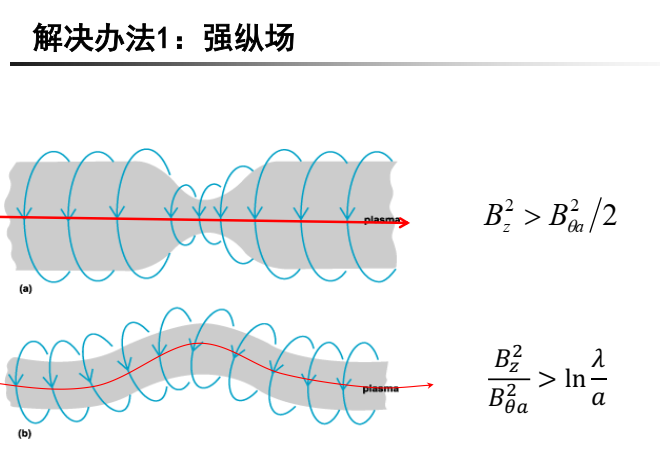 解决办法1：强纵场
plasma
B_z^2 > B_{θa}^2/2
(a)
plasma
B_z^2/B_{θa}^2 > ln λ/a
(b)